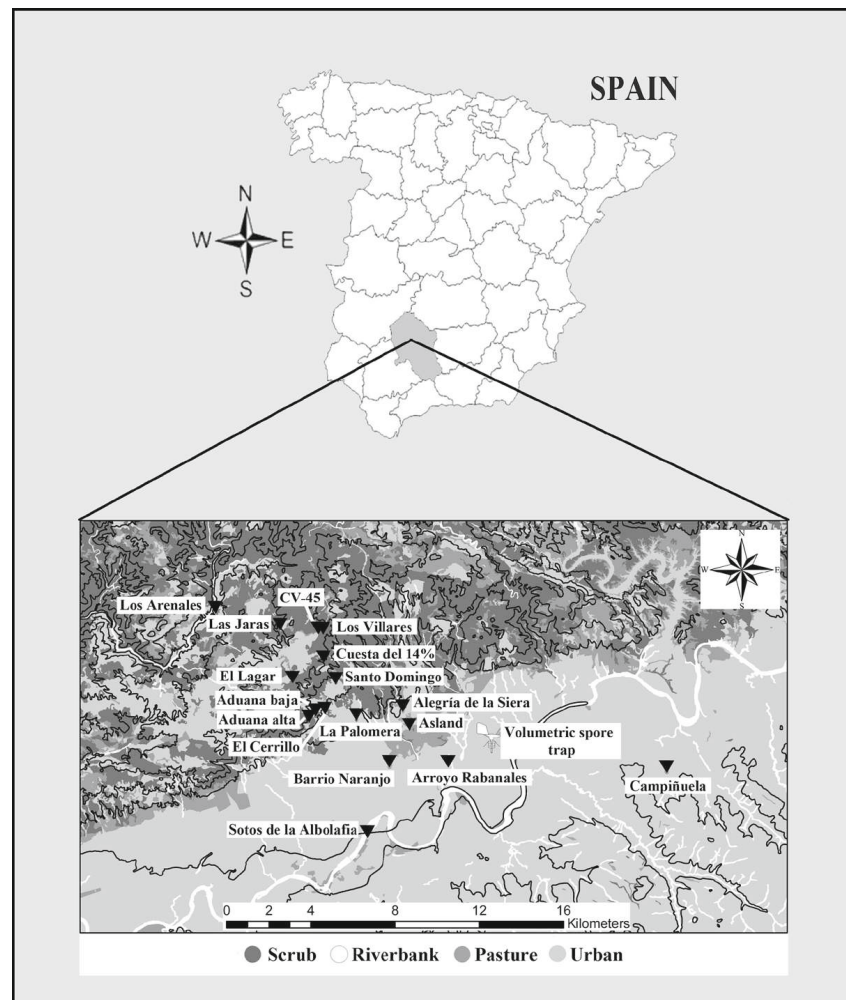 SPAIN
N
W E
S
N
W E
S
CV-45
Los Arenales
Las Jaras
Los Villares
Cuesta del 14%
El Lagar
Santo Domingo
Aduana baja
Alegría de la Siera
Aduana alta
Asland
La Palomera
El Cerrillo
Volumetric spore
trap
Barrio Naranjo
Arroyo Rabanales
Campiñuela
Sotos de la Albolafia
0 2 4 8 12 16
Kilometers
Scrub Riverbank Pasture Urban